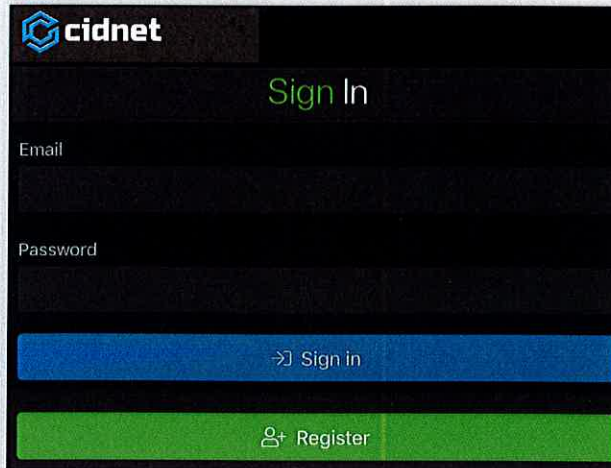 cidnet
Sign In
Email
Password
Sign in
Register